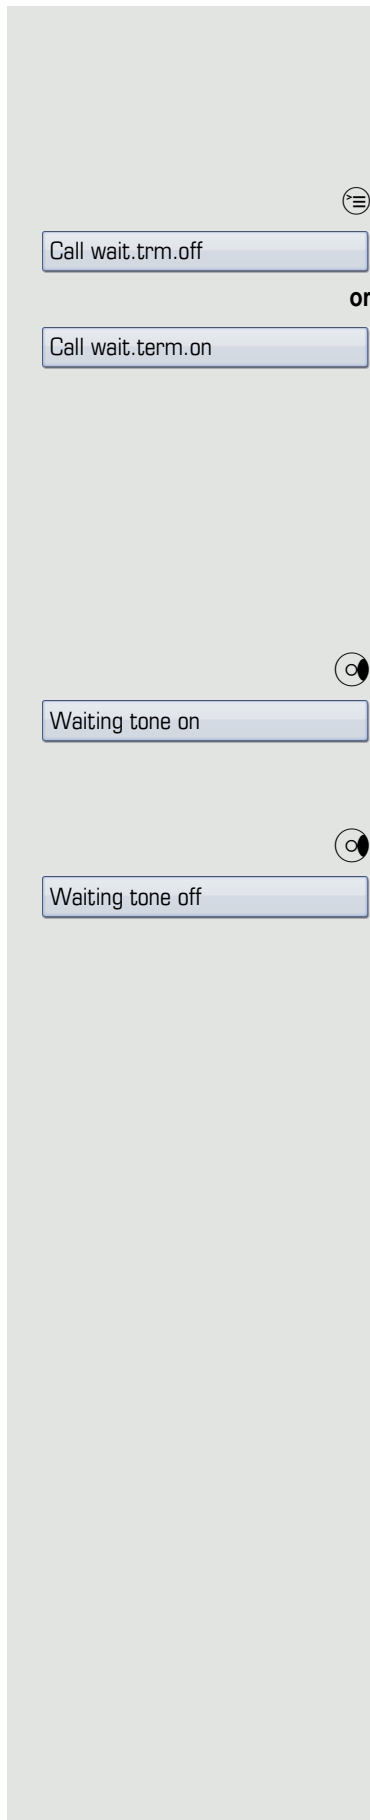 Call wait.trm.off
or
Call wait.term.on
Waiting tone on
Waiting tone off